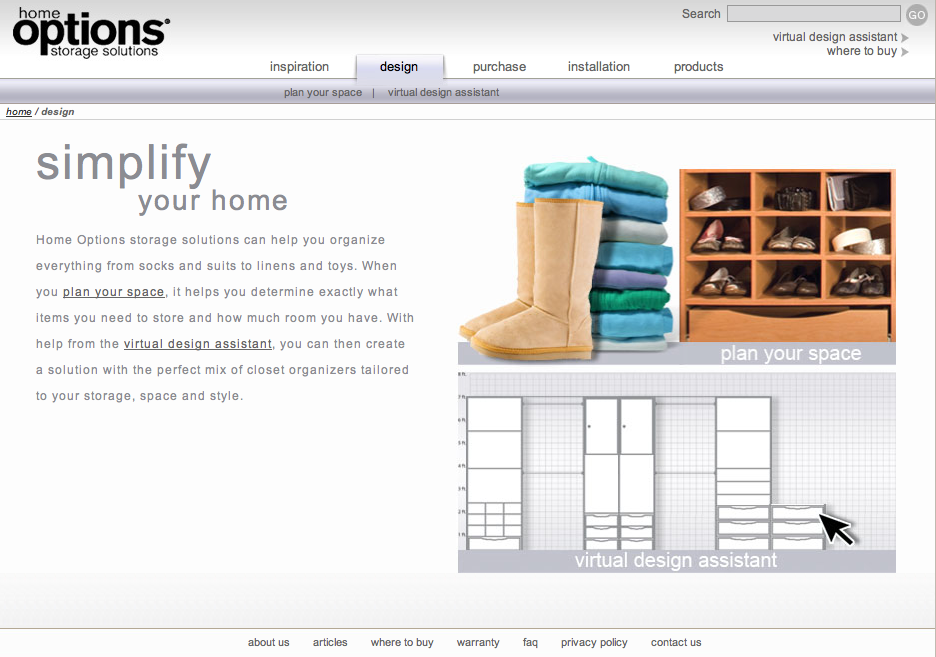 home
options
storage solutions
Search
GO
virtual design assistant
where to buy
inspiration
design
purchase
installation
products
plan your space | virtual design assistant
home / design
simplify
your home
Home Options storage solutions can help you organize
everything from socks and suits to linens and toys. When
you plan your space, it helps you determine exactly what
items you need to store and how much room you have. With
help from the virtual design assistant, you can then create
a solution with the perfect mix of closet organizers tailored
to your storage, space and style.
plan your space
virtual design assistant
about us
articles
where to buy
warranty
faq
privacy policy
contact us